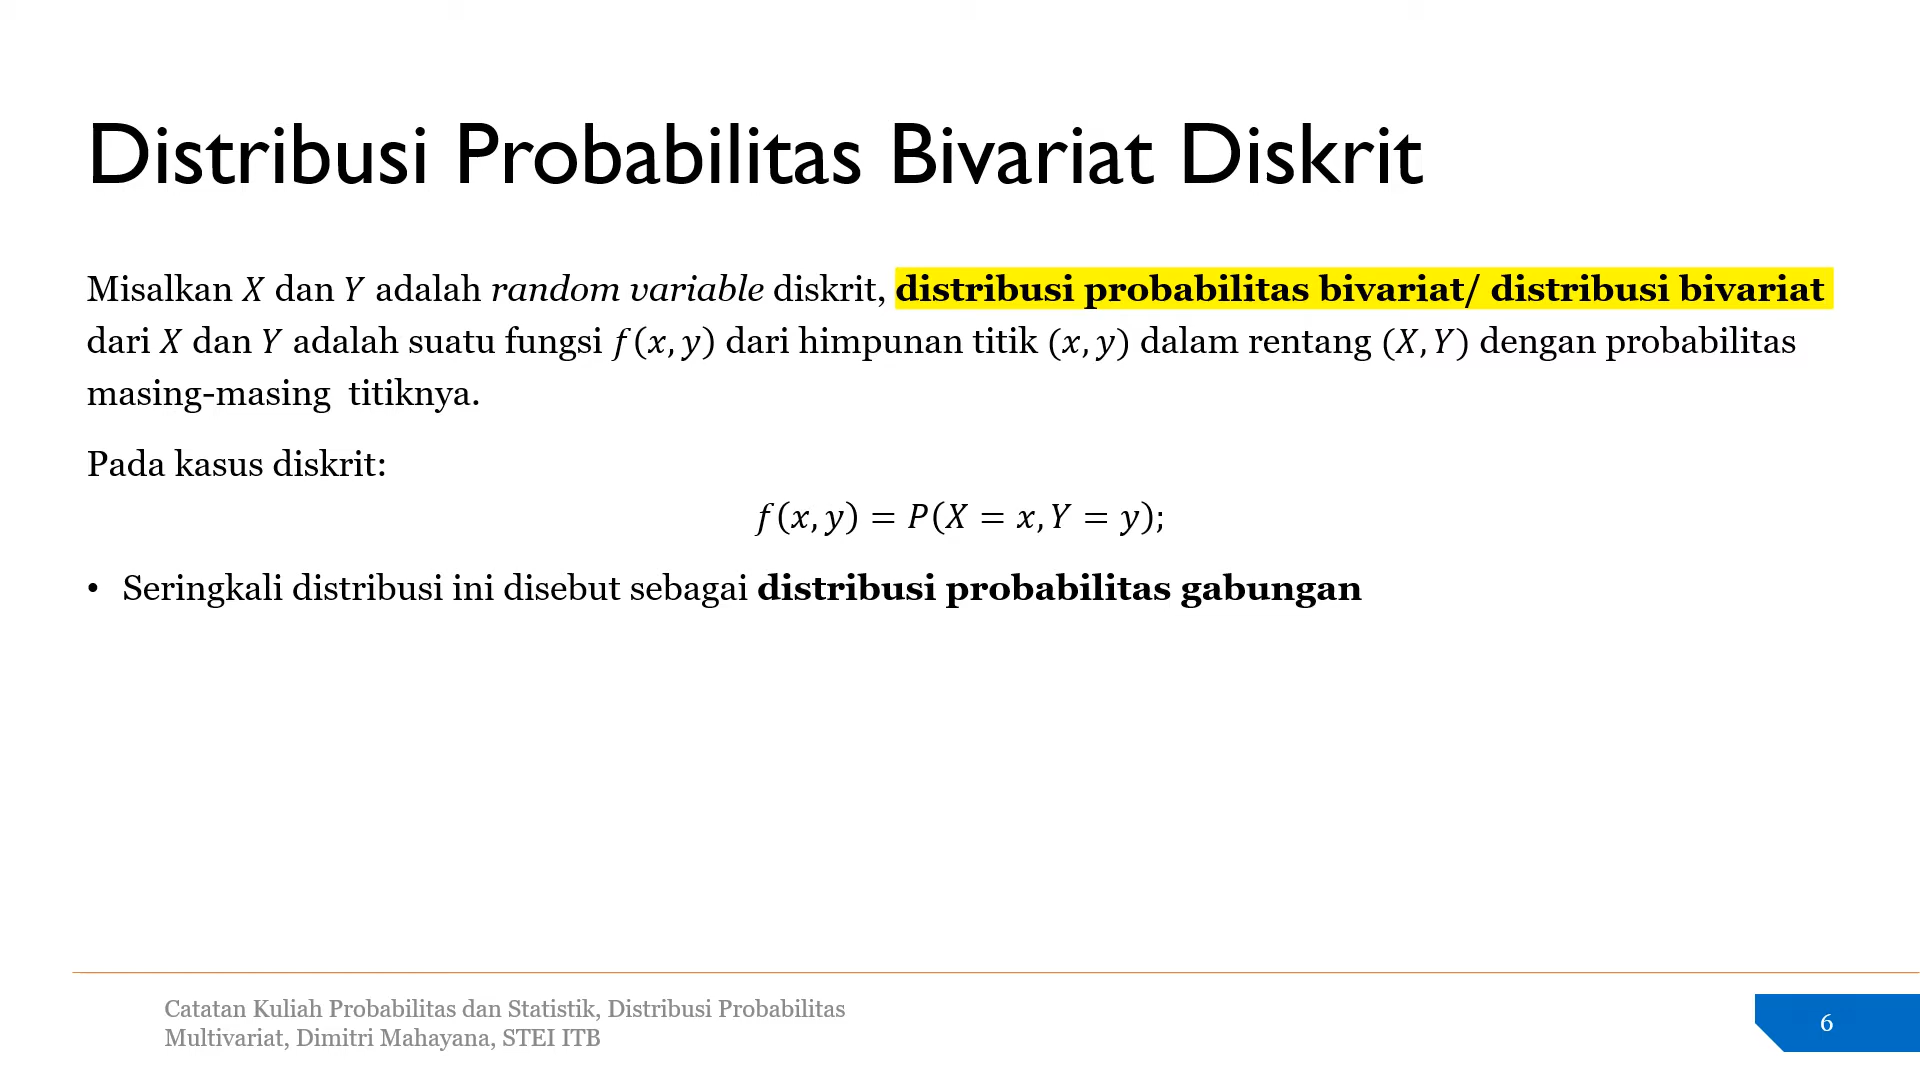 Distribusi Probabilitas Bivariat Diskrit
Misalkan X dan Y adalah random variable diskrit, distribusi probabilitas bivariat/ distribusi bivariat
dari X dan Y adalah suatu fungsi f(x, y) dari himpunan titik (x, y) dalam rentang (X, Y) dengan probabilitas
masing-masing titiknya.
Pada kasus diskrit:
f(x, y) = P(X = x, Y = y);
• Seringkali distribusi ini disebut sebagai distribusi probabilitas gabungan
Catatan Kuliah Probabilitas dan Statistik, Distribusi Probabilitas
Multivariat, Dimitri Mahayana, STEI ITB
6